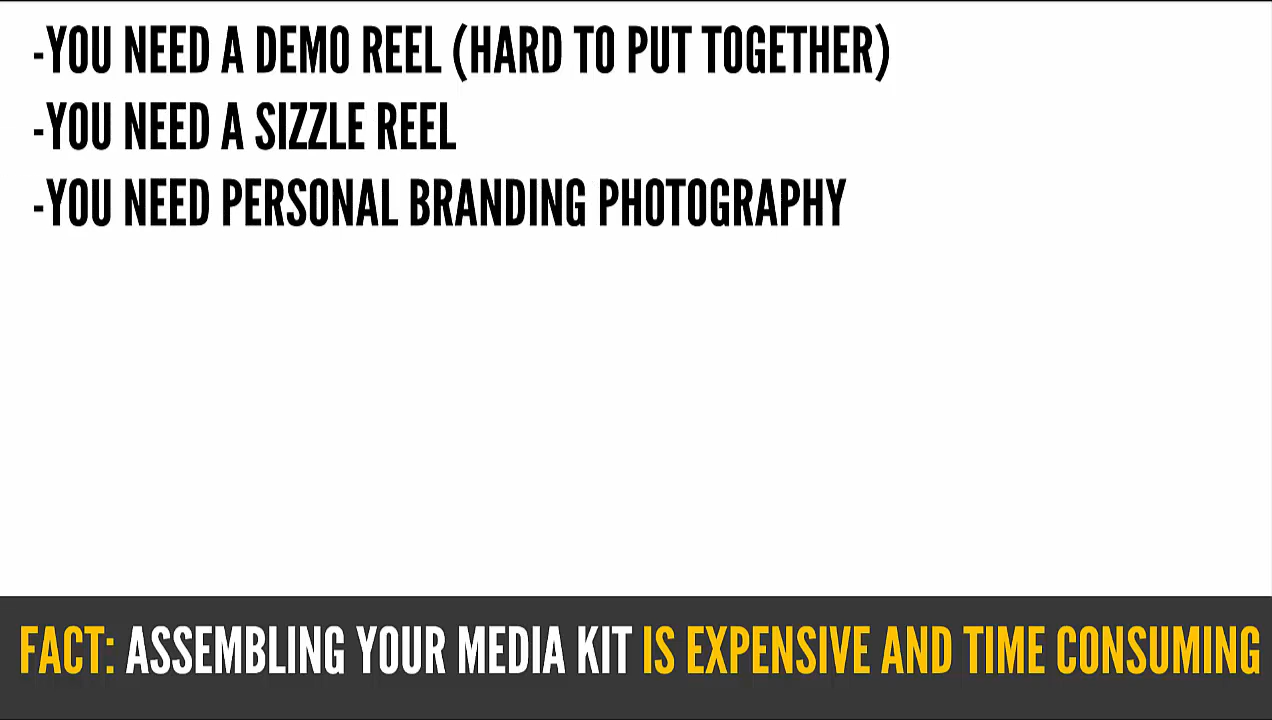 -YOU NEED A DEMO REEL (HARD TO PUT TOGETHER)
-YOU NEED A SIZZLE REEL
-YOU NEED PERSONAL BRANDING PHOTOGRAPHY
FACT: ASSEMBLING YOUR MEDIA KIT IS EXPENSIVE AND TIME CONSUMING